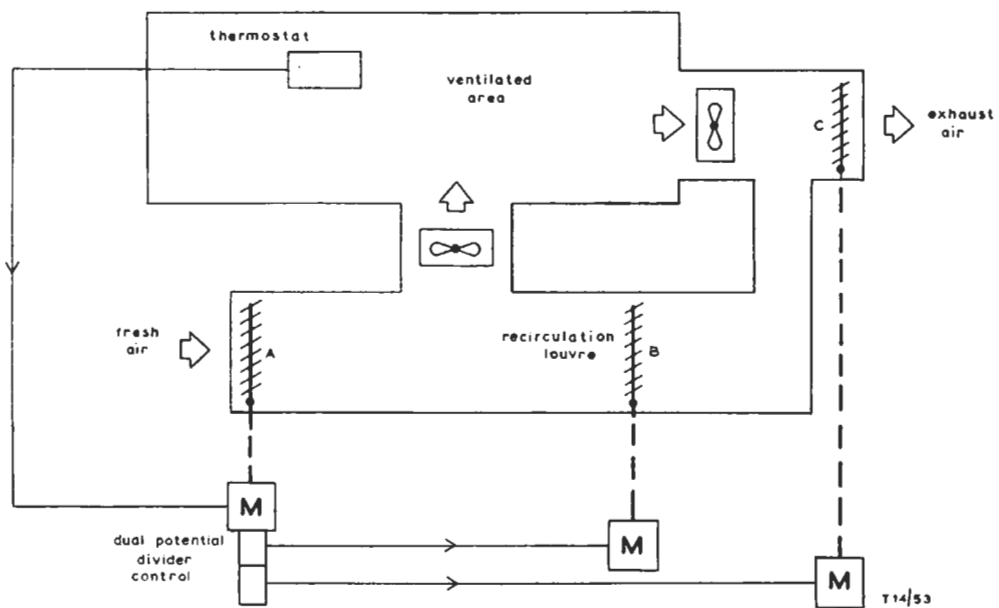 thermostat
ventilated
area
C
exhaust
air
fresh
air
A
recirculation
louvre
B
M
dual potential
divider
control
M
M
T14/53